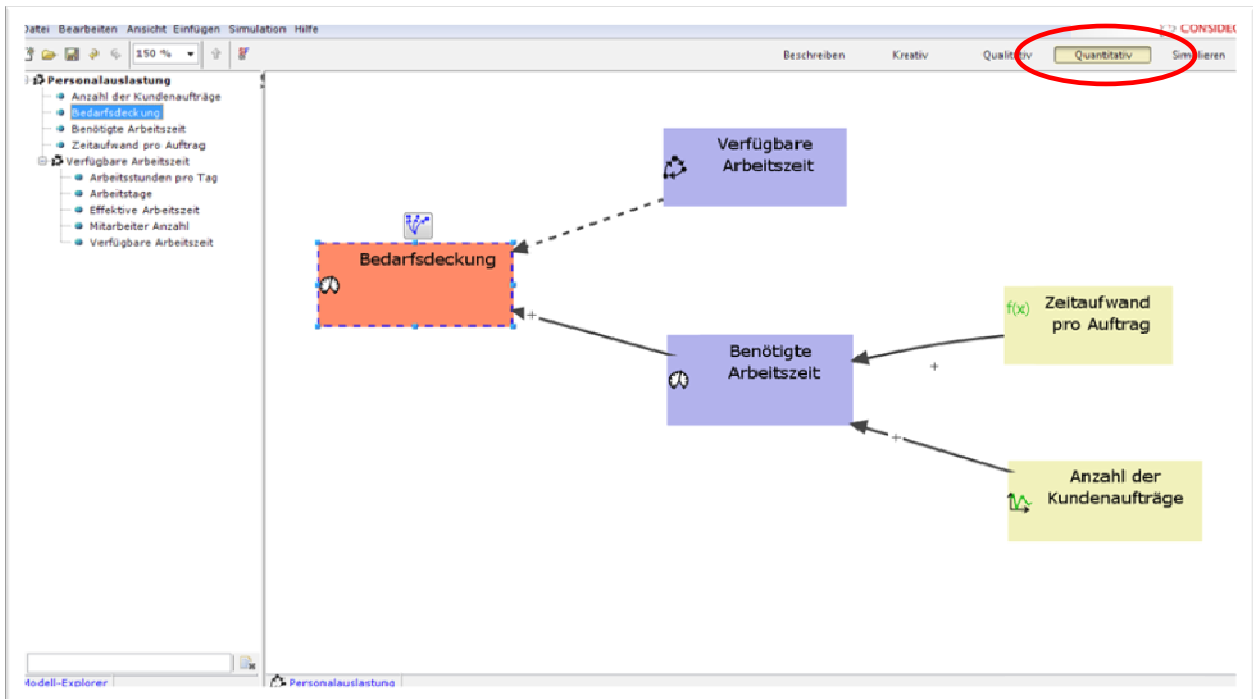 Datei Bearbeiten Ansicht Einfügen Simulation Hilfe
CONSIDEO
150 %
Beschreiben Kreativ Qualitativ Quantitativ Simulieren
Personalauslastung
Anzahl der Kundenaufträge
Bedarfsdeckung
Benötigte Arbeitszeit
Zeitaufwand pro Auftrag
Verfügbare Arbeitszeit
Arbeitsstunden pro Tag
Arbeitstage
Effektive Arbeitszeit
Mitarbeiter Anzahl
Verfügbare Arbeitszeit
Verfügbare
Arbeitszeit
Bedarfsdeckung
+
f(x) Zeitaufwand
pro Auftrag
Benötigte
Arbeitszeit
+
+
Anzahl der
Kundenaufträge
Modell-Explorer
Personalauslastung